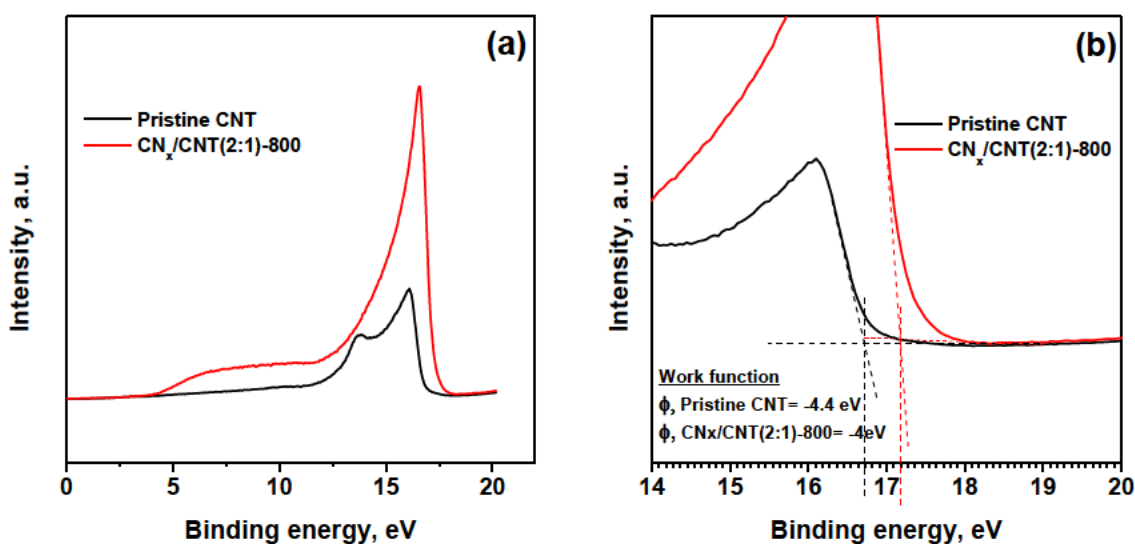 (a)
Pristine CNT
CNx/CNT(2:1)-800
Intensity, a.u.
0 5 10 15 20
Binding energy, eV
(b)
Pristine CNT
CNx/CNT(2:1)-800
Intensity, a.u.
Work function
ϕ, Pristine CNT= -4.4 eV
ϕ, CNx/CNT(2:1)-800= -4eV
14 15 16 17 18 19 20
Binding energy, eV